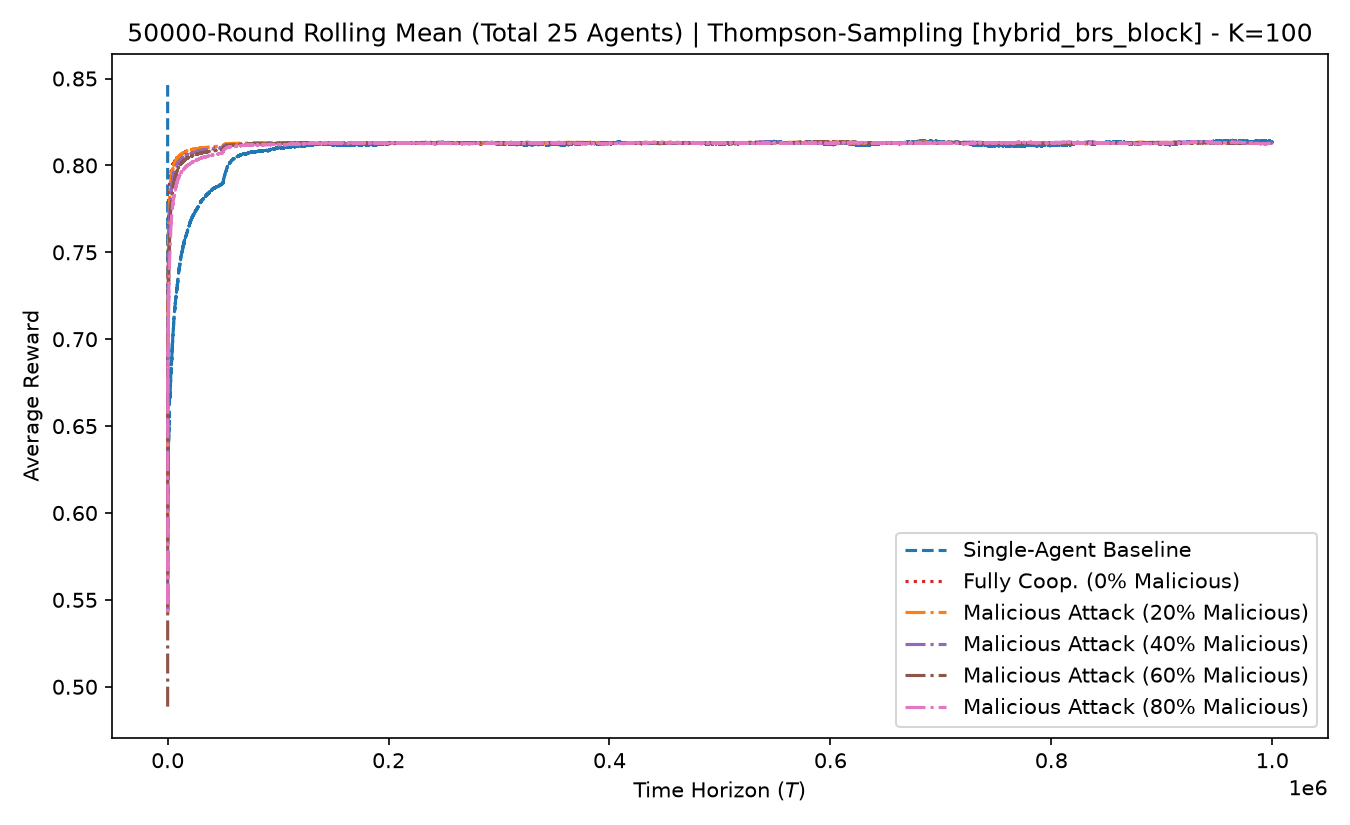 50000-Round Rolling Mean (Total 25 Agents) | Thompson-Sampling [hybrid_brs_block] - K=100
Average Reward
0.85
0.80
0.75
0.70
0.65
0.60
0.55
0.50
Single-Agent Baseline
Fully Coop. (0% Malicious)
Malicious Attack (20% Malicious)
Malicious Attack (40% Malicious)
Malicious Attack (60% Malicious)
Malicious Attack (80% Malicious)
0.0 0.2 0.4 0.6 0.8 1.0
1e6
Time Horizon (T)